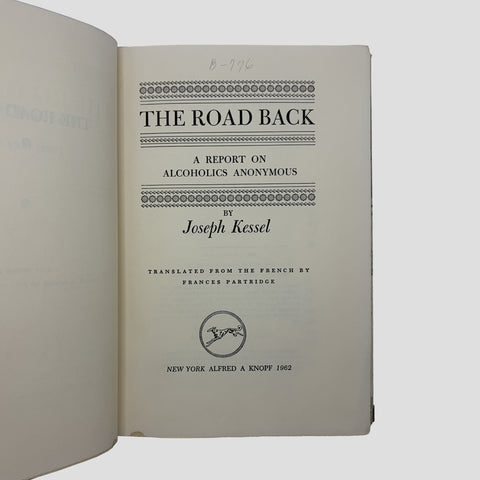 B-776
THE ROAD BACK
A REPORT ON
ALCOHOLICS ANONYMOUS
BY
Joseph Kessel
TRANSLATED FROM THE FRENCH BY
FRANCES PARTRIDGE
NEW YORK ALFRED A KNOPF 1962